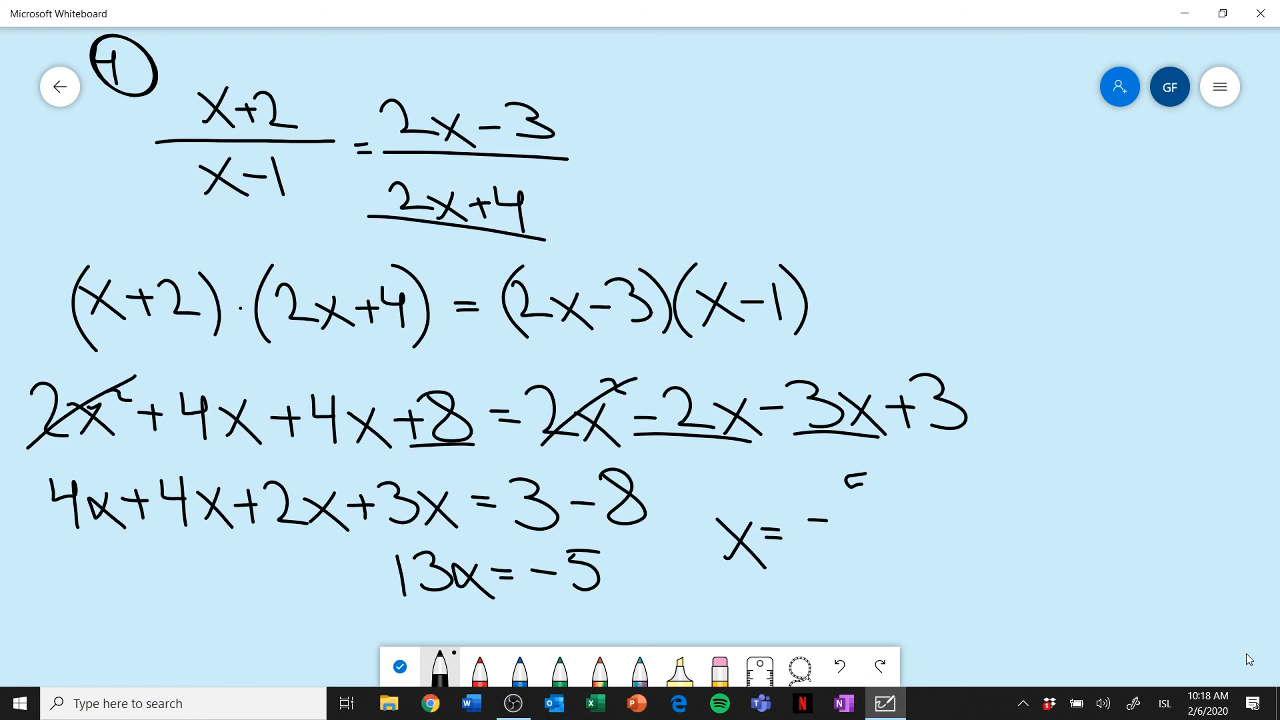 Microsoft Whiteboard
4
x+2 / x-1 = 2x-3 / 2x+4
GF
(x+2)·(2x+4) = (2x-3)(x-1)
2x²+4x+4x+8 = 2x²-2x-3x+3
4x+4x+2x+3x = 3-8
x = -
13x = -5
Type here to search
ISL
10:18 AM
2/6/2020